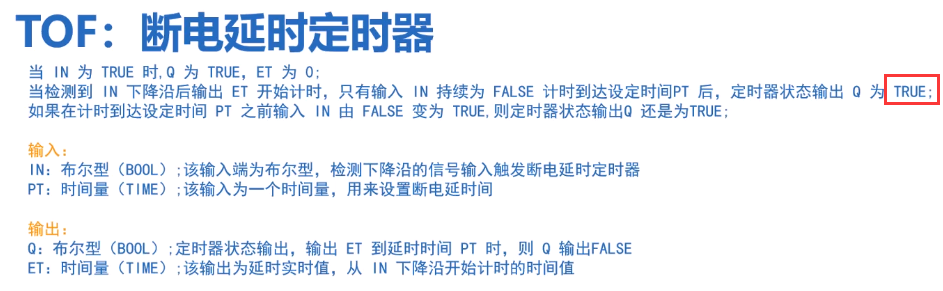 TOF：断电延时定时器
当 IN 为 TRUE 时,Q 为 TRUE, ET 为 0;
当检测到 IN 下降沿后输出 ET 开始计时，只有输入 IN 持续为 FALSE 计时到达设定时间PT 后，定时器状态输出 Q 为 TRUE;
如果在计时到达设定时间 PT 之前输入 IN 由 FALSE 变为 TRUE,则定时器状态输出Q 还是为TRUE;
输入：
IN: 布尔型（BOOL）;该输入端为布尔型，检测下降沿的信号输入触发断电延时定时器
PT: 时间量（TIME）;该输入为一个时间量，用来设置断电延时间
输出：
Q: 布尔型（BOOL）;定时器状态输出，输出 ET 到延时时间 PT 时，则 Q 输出FALSE
ET: 时间量（TIME）;该输出为延时实时值，从 IN 下降沿开始计时的时间值